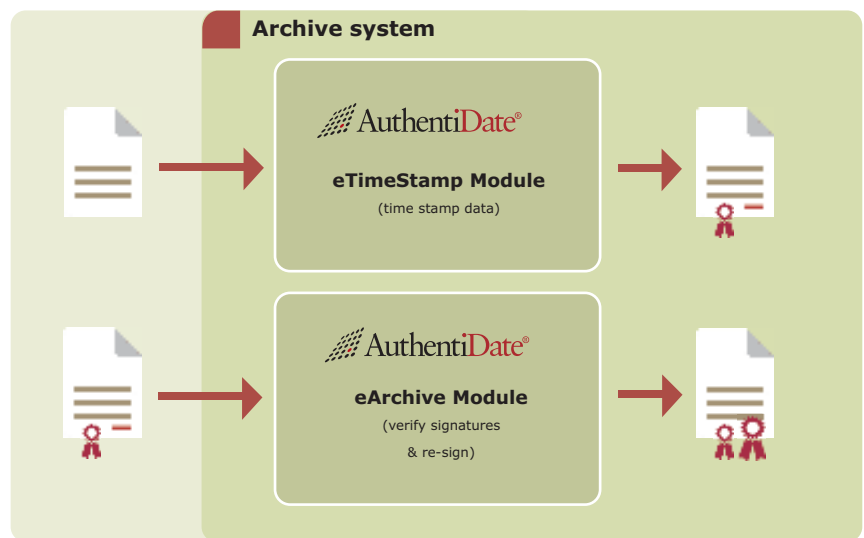 Archive system
AuthentiDate®
eTimeStamp Module
(time stamp data)
AuthentiDate®
eArchive Module
(verify signatures
& re-sign)